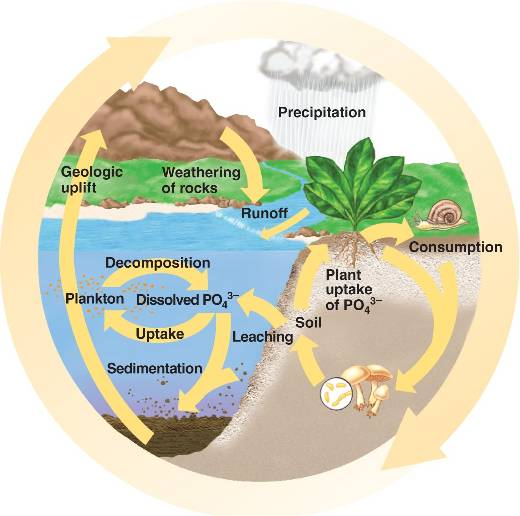 Precipitation
Geologic
uplift
Weathering
of rocks
Runoff
Consumption
Decomposition
Plant
uptake
of PO₄³⁻
Plankton
Dissolved PO₄³⁻
Soil
Uptake
Leaching
Sedimentation